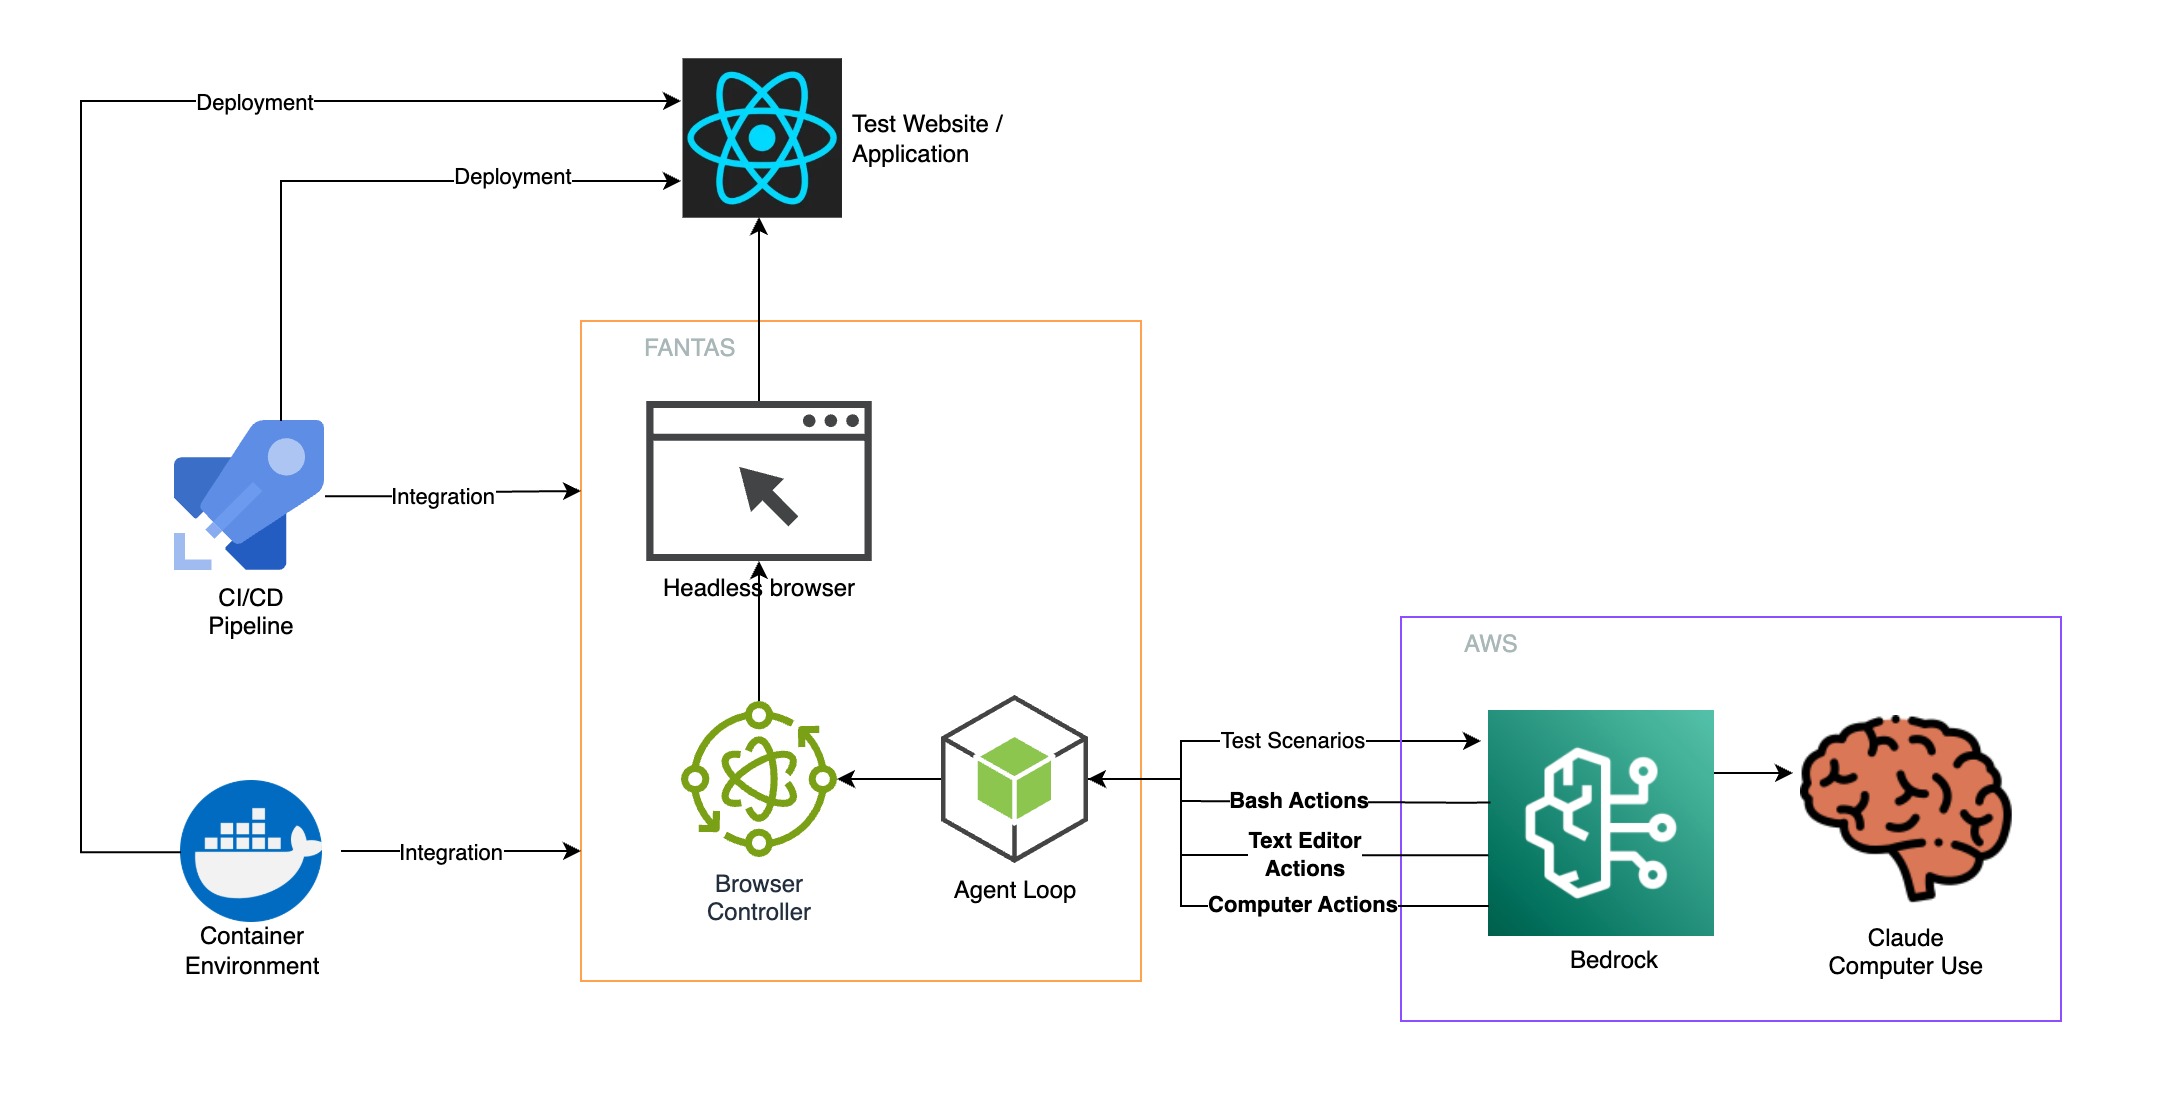 Deployment
Test Website /
Application
Deployment
FANTAS
Integration
Headless browser
CI/CD
Pipeline
AWS
Test Scenarios
Bash Actions
Text Editor
Actions
Computer Actions
Integration
Browser
Controller
Agent Loop
Container
Environment
Bedrock
Claude
Computer Use